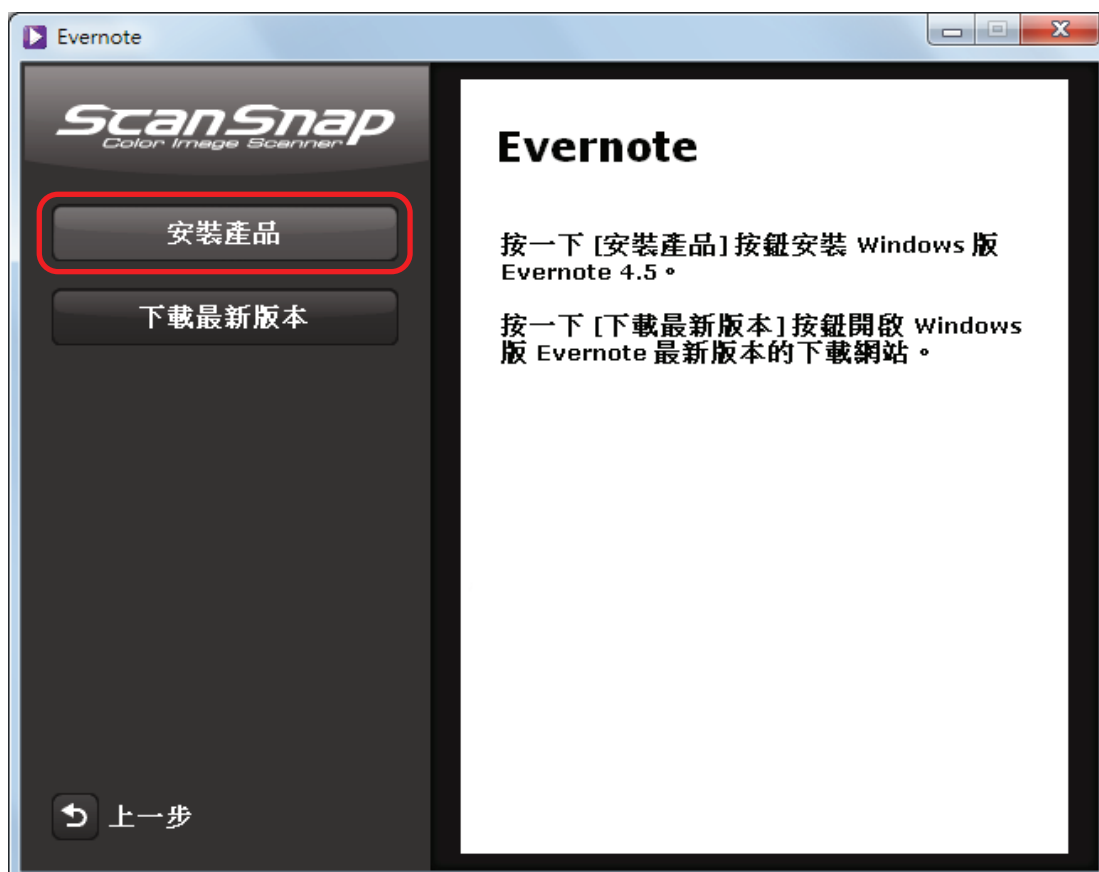 Evernote
ScanSnap
Color Image Scanner
安裝產品
下載最新版本
上一步
Evernote
按一下 [安裝產品] 按鈕安裝 Windows 版
Evernote 4.5。
按一下 [下載最新版本] 按鈕開啟 Windows
版 Evernote 最新版本的下載網站。